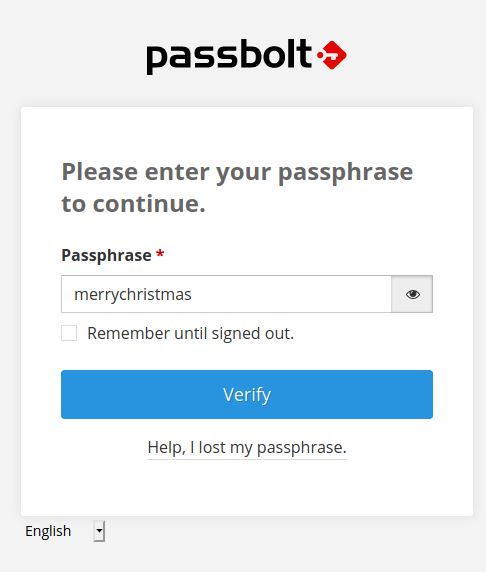 passbolt
Please enter your passphrase
to continue.
Passphrase *
merrychristmas
Remember until signed out.
Verify
Help, I lost my passphrase.
English